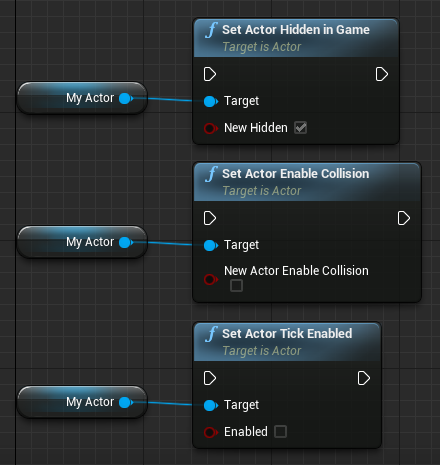 Set Actor Hidden in Game
Target is Actor
My Actor
Target
New Hidden
Set Actor Enable Collision
Target is Actor
My Actor
Target
New Actor Enable Collision
Set Actor Tick Enabled
Target is Actor
My Actor
Target
Enabled